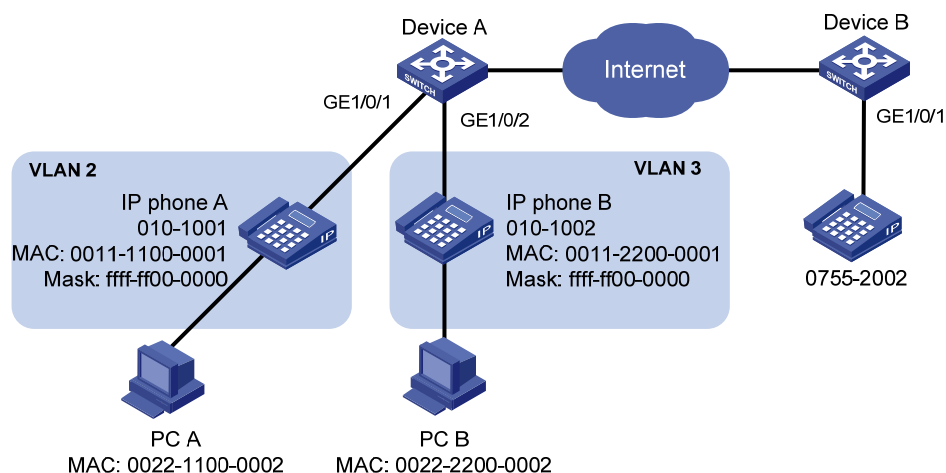 Device A
Device B
SWITCH
Internet
SWITCH
GE1/0/1
GE1/0/2
GE1/0/1
VLAN 2
VLAN 3
IP phone A
010-1001
MAC: 0011-1100-0001
Mask: ffff-ff00-0000
IP
IP phone B
010-1002
MAC: 0011-2200-0001
Mask: ffff-ff00-0000
IP
IP
0755-2002
PC A
MAC: 0022-1100-0002
PC B
MAC: 0022-2200-0002